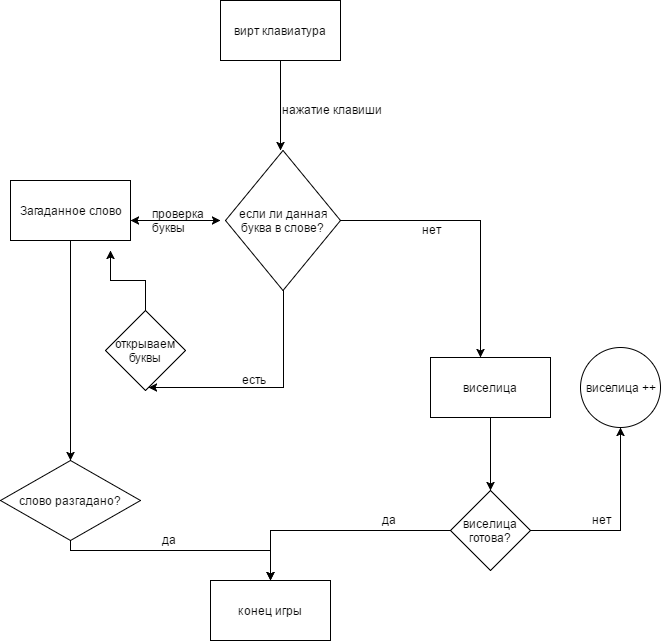 вирт клавиатура
нажатие клавиши
Загаданное слово
проверка
буквы
если ли данная
буква в слове?
нет
открываем
буквы
есть
виселица
виселица ++
слово разгадано?
да
да
виселица
готова?
нет
конец игры